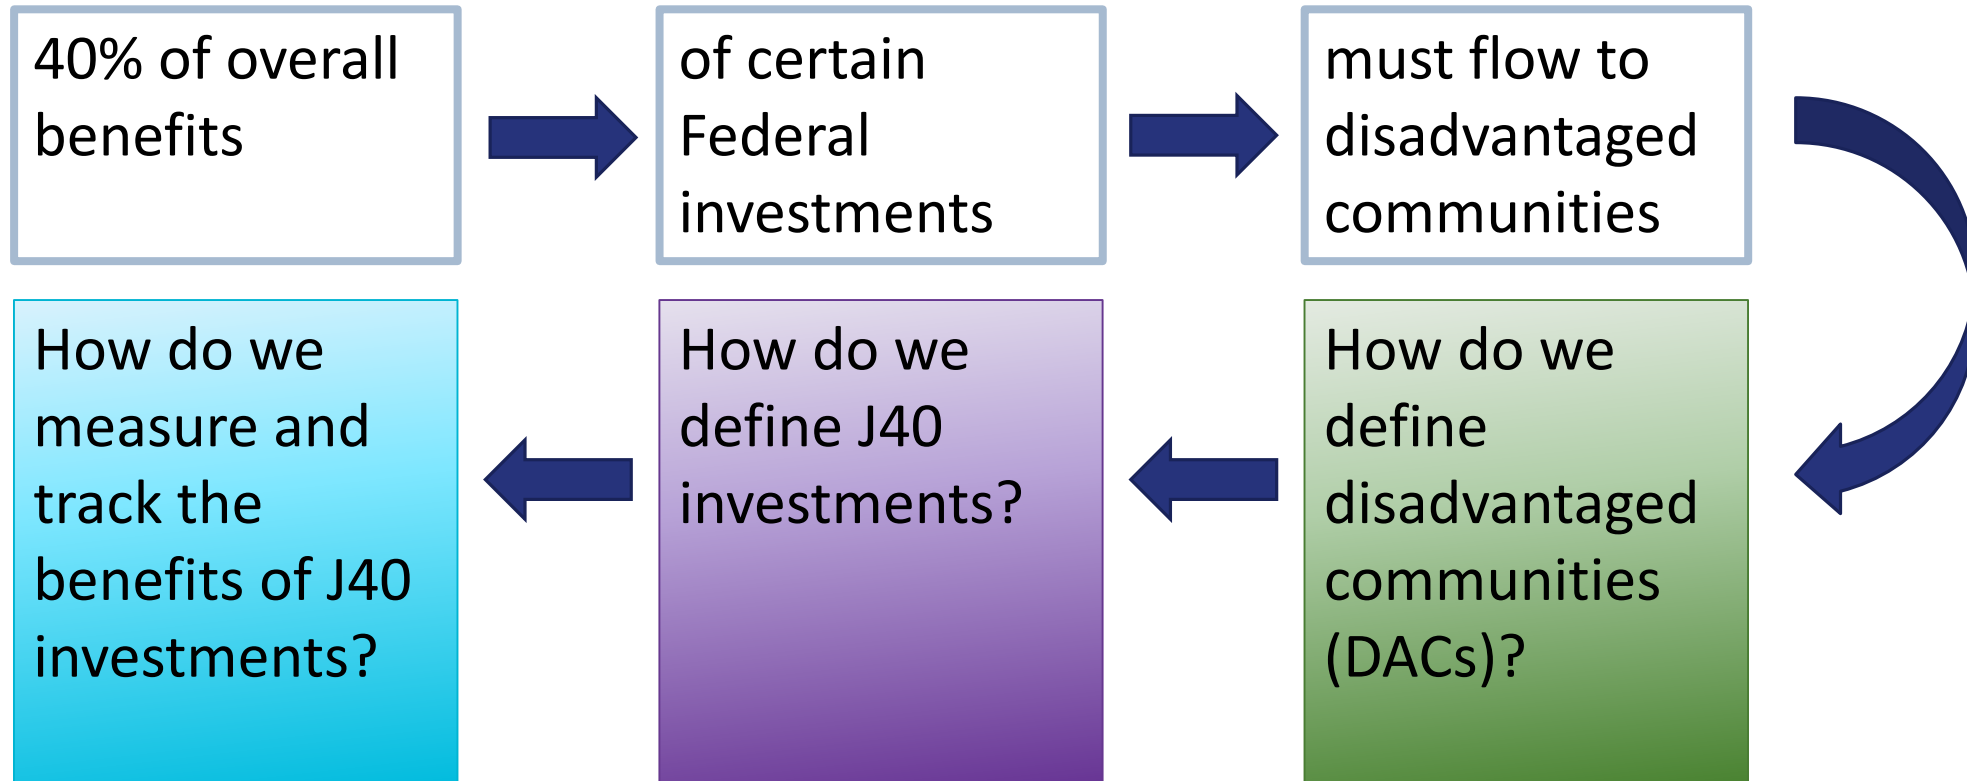 40% of overall
benefits
of certain
Federal
investments
must flow to
disadvantaged
communities
How do we
define
disadvantaged
communities
(DACs)?
How do we
define J40
investments?
How do we
measure and
track the
benefits of J40
investments?